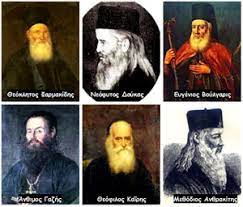 Θεόκλητος Φαρμακίδης
Νεόφυτος Δούκας
Ευγένιος Βούλγαρις
Άνθιμος Γαζής
Θεόφιλος Καΐρης
Μεθόδιος Ανθρακίτης